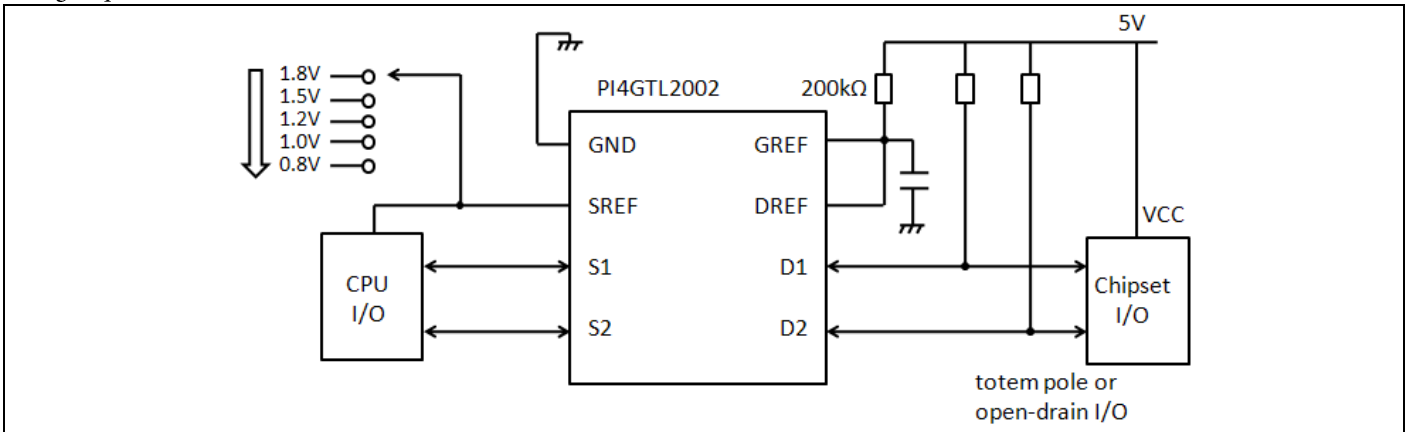 5V
1.8V
1.5V
1.2V
1.0V
0.8V
PI4GTL2002
200kΩ
GND
GREF
SREF
DREF
VCC
CPU
I/O
S1
D1
S2
D2
Chipset
I/O
totem pole or
open-drain I/O